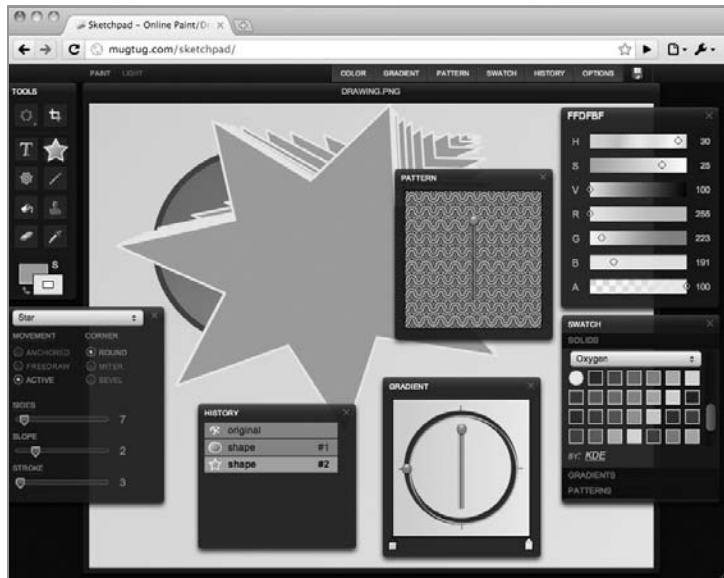 Sketchpad – Online Paint/Dr
mugtug.com/sketchpad/
PAINT LIGHT COLOR GRADIENT PATTERN SWATCH HISTORY OPTIONS
DRAWING.PNG
TOOLS
T
S
FFDFBF
H 30
S 25
V 100
R 255
G 223
B 191
A 100
PATTERN
Star
MOVEMENT CORNER
ANCHORED ROUND
FREEDRAW MITER
ACTIVE BEVEL
SIDES
7
SLOPE
2
STROKE
3
HISTORY
original
shape #1
shape #2
GRADIENT
SWATCH
SOLIDS
Oxygen
BY: KDE
GRADIENTS
PATTERNS